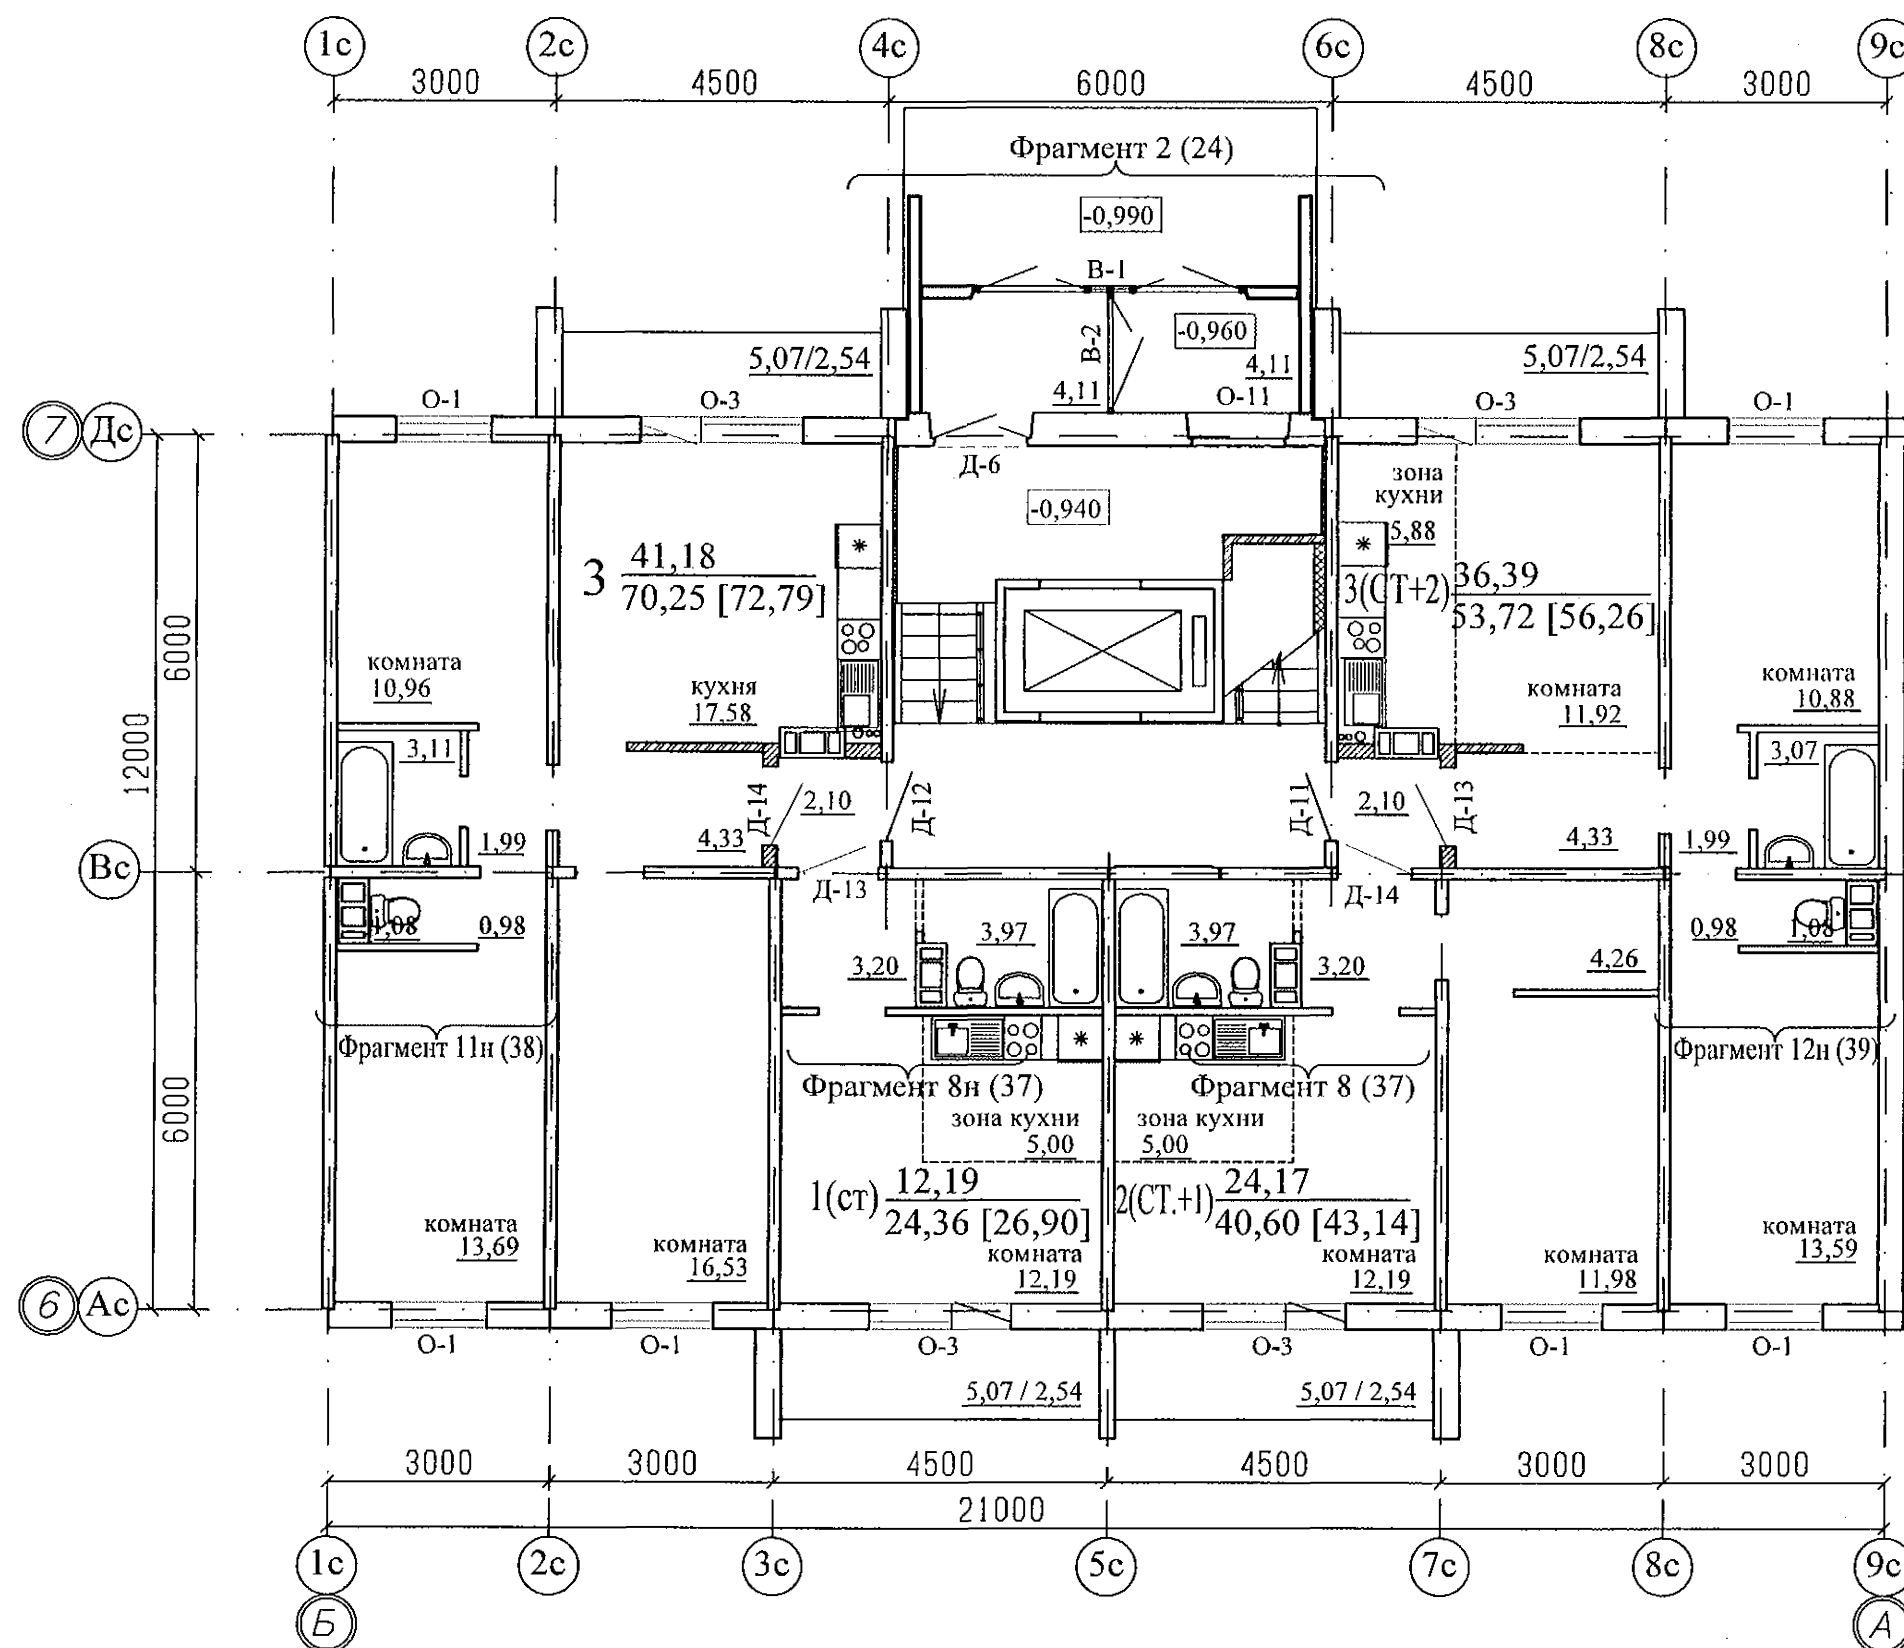 1с 2с 4с 6с 8с 9с
3000 4500 6000 4500 3000
Фрагмент 2 (24)
-0,990
В-1
В-2
-0,960
5,07/2,54
4,11
4,11
5,07/2,54
О-1
О-3
О-11
О-3
О-1
7 Дс
Д-6
зона
кухни
5,88
-0,940
3 41,18
70,25 [72,79]
3(СТ+2) 36,39
53,72 [56,26]
6000
12000
комната
10,96
кухня
17,58
комната
11,92
комната
10,88
3,11
3,07
Д-14
2,10
Д-12
Д-11
2,10
Д-13
1,99
4,33
4,33
1,99
Вс
Д-13
Д-14
1,08
0,98
3,97
3,97
0,98
1,08
3,20
3,20
4,26
Фрагмент 11н (38)
Фрагмент 12н (39)
Фрагмент 8н (37)
Фрагмент 8 (37)
6000
зона кухни
5,00
зона кухни
5,00
1(ст) 12,19
24,36 [26,90]
2(СТ.+1) 24,17
40,60 [43,14]
комната
13,69
комната
16,53
комната
12,19
комната
12,19
комната
11,98
комната
13,59
6 Ас
О-1
О-1
О-3
О-3
О-1
О-1
5,07 / 2,54
5,07 / 2,54
3000 3000 4500 4500 3000 3000
21000
1с 2с 3с 5с 7с 8с 9с
Б А